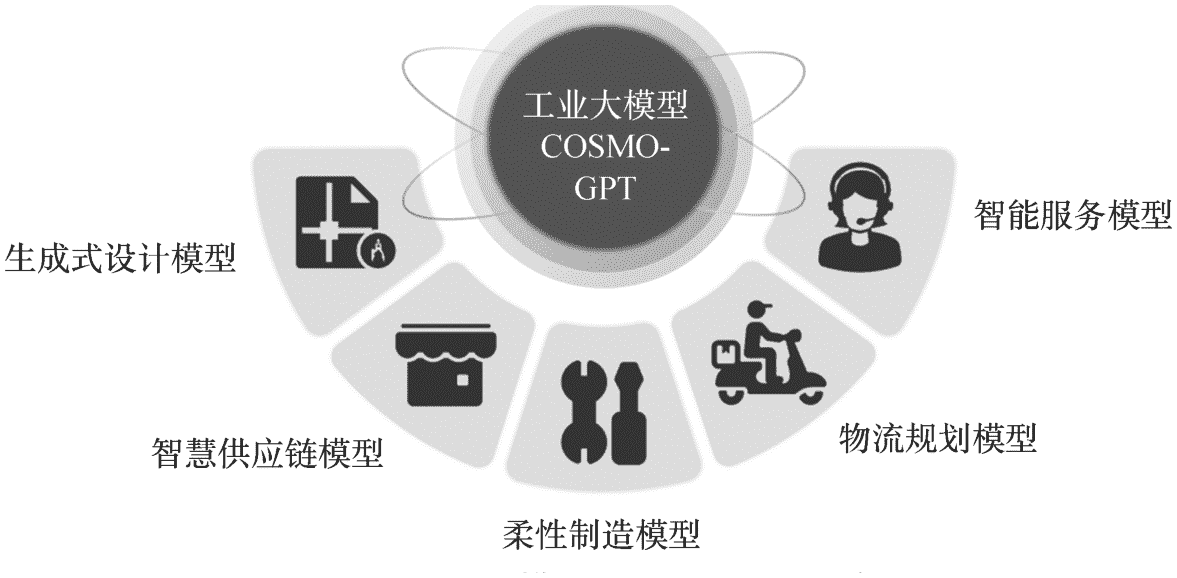 工业大模型
COSMO-
GPT
生成式设计模型
智慧供应链模型
柔性制造模型
物流规划模型
智能服务模型